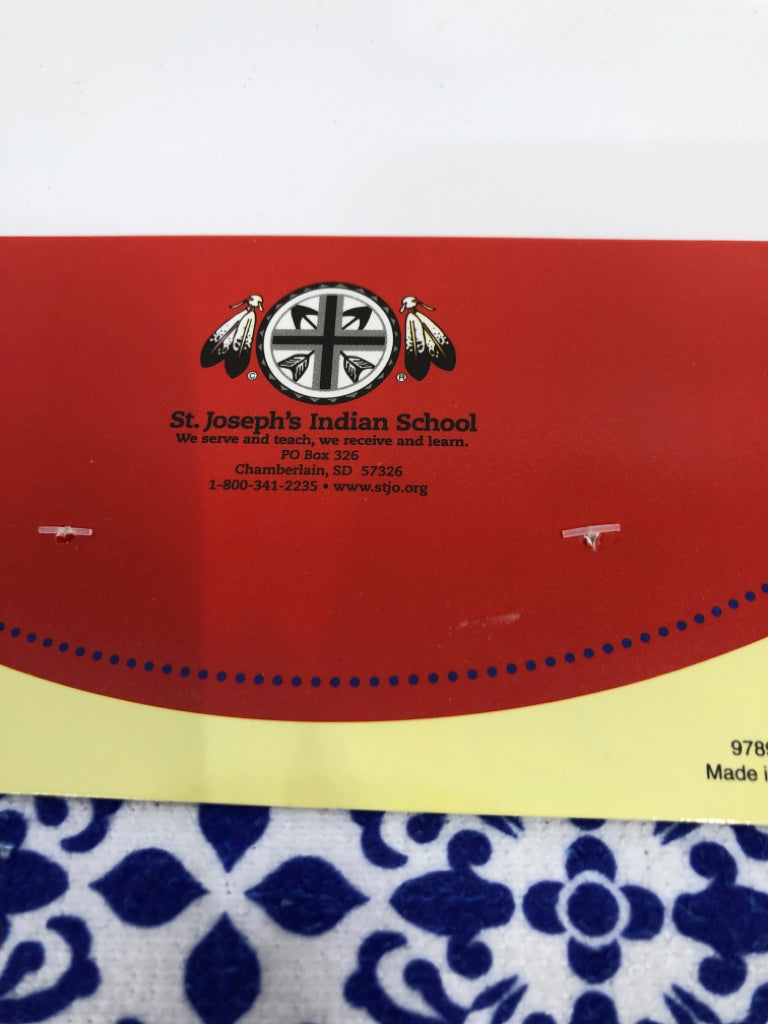 ©
®
St. Joseph's Indian School
We serve and teach, we receive and learn.
PO Box 326
Chamberlain, SD 57326
1-800-341-2235 • www.stjo.org
Made